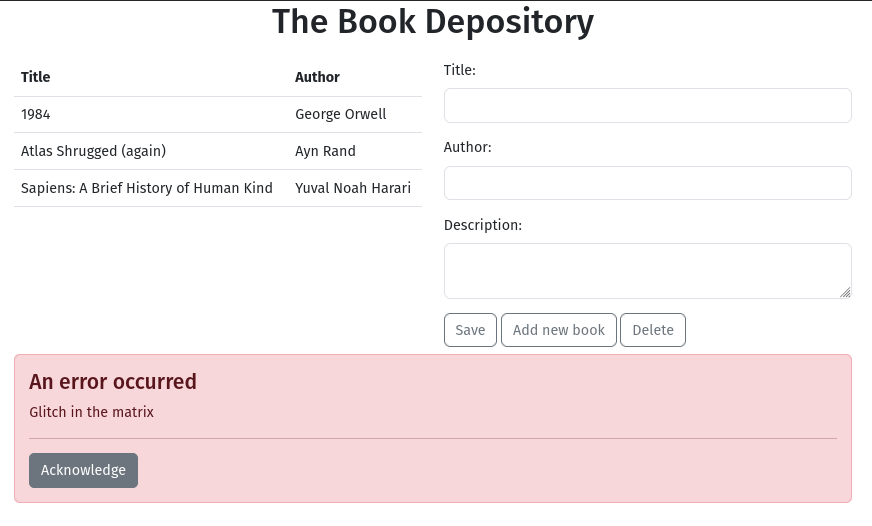 The Book Depository
Title Author
1984 George Orwell
Atlas Shrugged (again) Ayn Rand
Sapiens: A Brief History of Human Kind Yuval Noah Harari
Title:
Author:
Description:
Save Add new book Delete
An error occurred
Glitch in the matrix
Acknowledge